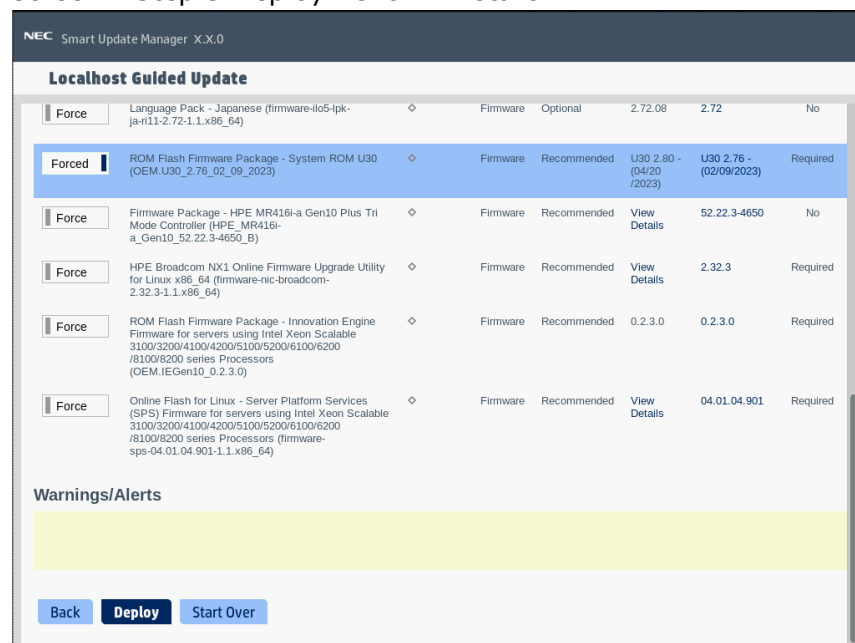 NEC Smart Update Manager X.X.0
Localhost Guided Update
Force
Language Pack - Japanese (firmware-ilo5-lpk-
ja-ri11-2.72-1.1.x86_64)
Firmware
Optional
2.72.08
2.72
No
Forced
ROM Flash Firmware Package - System ROM U30
(OEM.U30_2.76_02_09_2023)
Firmware
Recommended
U30 2.80 -
(04/20
/2023)
U30 2.76 -
(02/09/2023)
Required
Force
Firmware Package - HPE MR416i-a Gen10 Plus Tri
Mode Controller (HPE_MR416i-
a_Gen10_52.22.3-4650_B)
Firmware
Recommended
View
Details
52.22.3-4650
No
Force
HPE Broadcom NX1 Online Firmware Upgrade Utility
for Linux x86_64 (firmware-nic-broadcom-
2.32.3-1.1.x86_64)
Firmware
Recommended
View
Details
2.32.3
Required
Force
ROM Flash Firmware Package - Innovation Engine
Firmware for servers using Intel Xeon Scalable
3100/3200/4100/4200/5100/5200/6100/6200
/8100/8200 series Processors
(OEM.IEGen10_0.2.3.0)
Firmware
Recommended
0.2.3.0
0.2.3.0
Required
Force
Online Flash for Linux - Server Platform Services
(SPS) Firmware for servers using Intel Xeon Scalable
3100/3200/4100/4200/5100/5200/6100/6200
/8100/8200 series Processors (firmware-
sps-04.01.04.901-1.1.x86_64)
Firmware
Recommended
View
Details
04.01.04.901
Required
Warnings/Alerts
Back
Deploy
Start Over